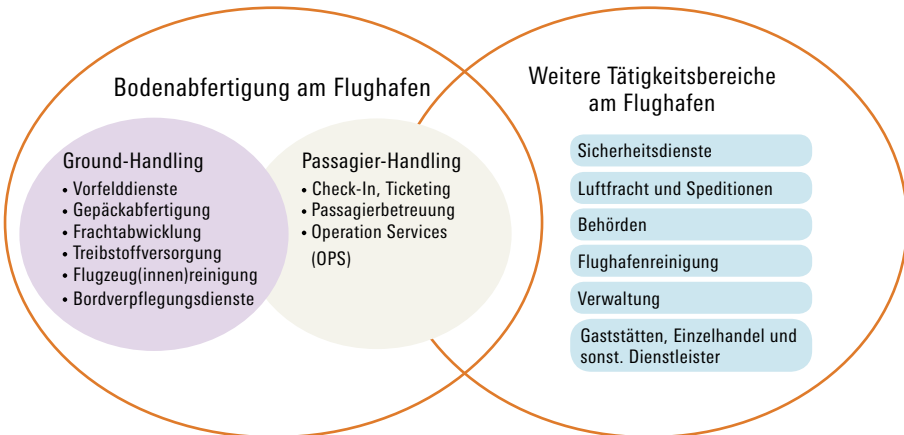 Bodenabfertigung am Flughafen
Ground-Handling
• Vorfelddienste
• Gepäckabfertigung
• Frachtabwicklung
• Treibstoffversorgung
• Flugzeug(innen)reinigung
• Bordverpflegungsdienste
Passagier-Handling
• Check-In, Ticketing
• Passagierbetreuung
• Operation Services
(OPS)
Weitere Tätigkeitsbereiche
am Flughafen
Sicherheitsdienste
Luftfracht und Speditionen
Behörden
Flughafenreinigung
Verwaltung
Gaststätten, Einzelhandel und
sonst. Dienstleister